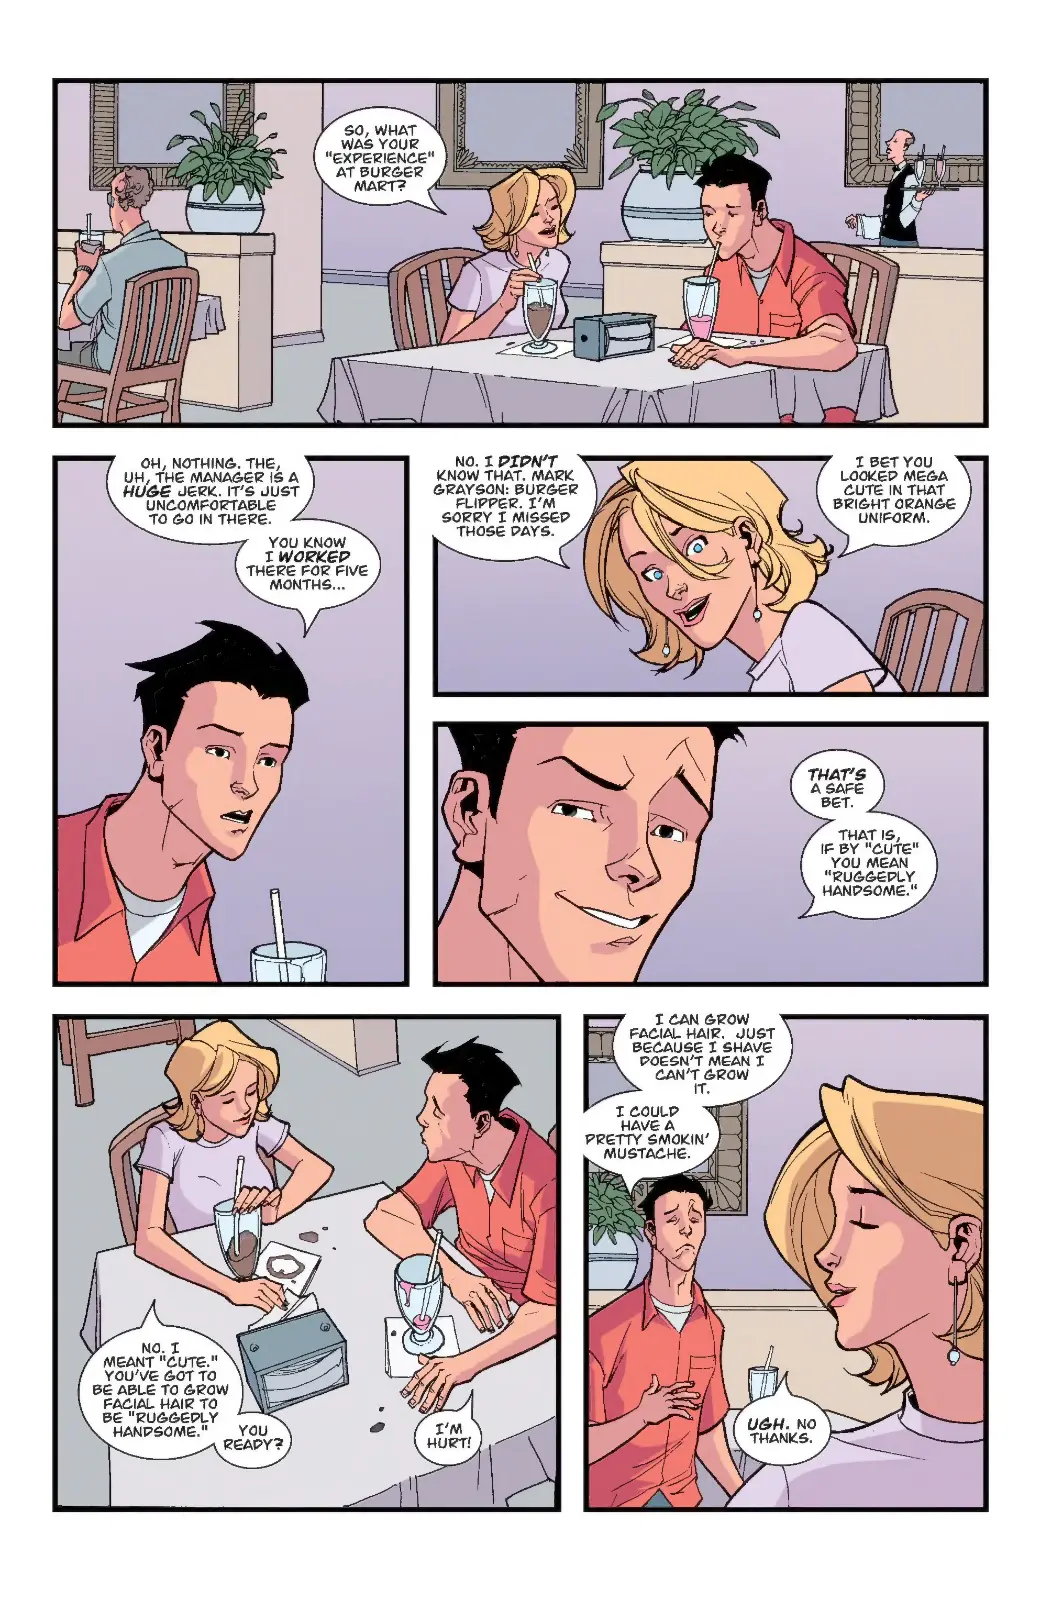 SO, WHAT
WAS YOUR
"EXPERIENCE"
AT BURGER
MART?
OH, NOTHING. THE,
UH, THE MANAGER IS A
HUGE JERK. IT'S JUST
UNCOMFORTABLE
TO GO IN THERE.
YOU KNOW
I WORKED
THERE FOR FIVE
MONTHS...
NO. I DIDN'T
KNOW THAT. MARK
GRAYSON: BURGER
FLIPPER. I'M
SORRY I MISSED
THOSE DAYS.
I BET YOU
LOOKED MEGA
CUTE IN THAT
BRIGHT ORANGE
UNIFORM.
THAT'S
A SAFE
BET.
THAT IS,
IF BY "CUTE"
YOU MEAN
"RUGGEDLY
HANDSOME."
NO. I
MEANT "CUTE."
YOU'VE GOT TO
BE ABLE TO GROW
FACIAL HAIR TO
BE "RUGGEDLY
HANDSOME."
YOU
READY?
I'M
HURT!
I CAN GROW
FACIAL HAIR. JUST
BECAUSE I SHAVE
DOESN'T MEAN I
CAN'T GROW
IT.
I COULD
HAVE A
PRETTY SMOKIN'
MUSTACHE.
UGH. NO
THANKS.